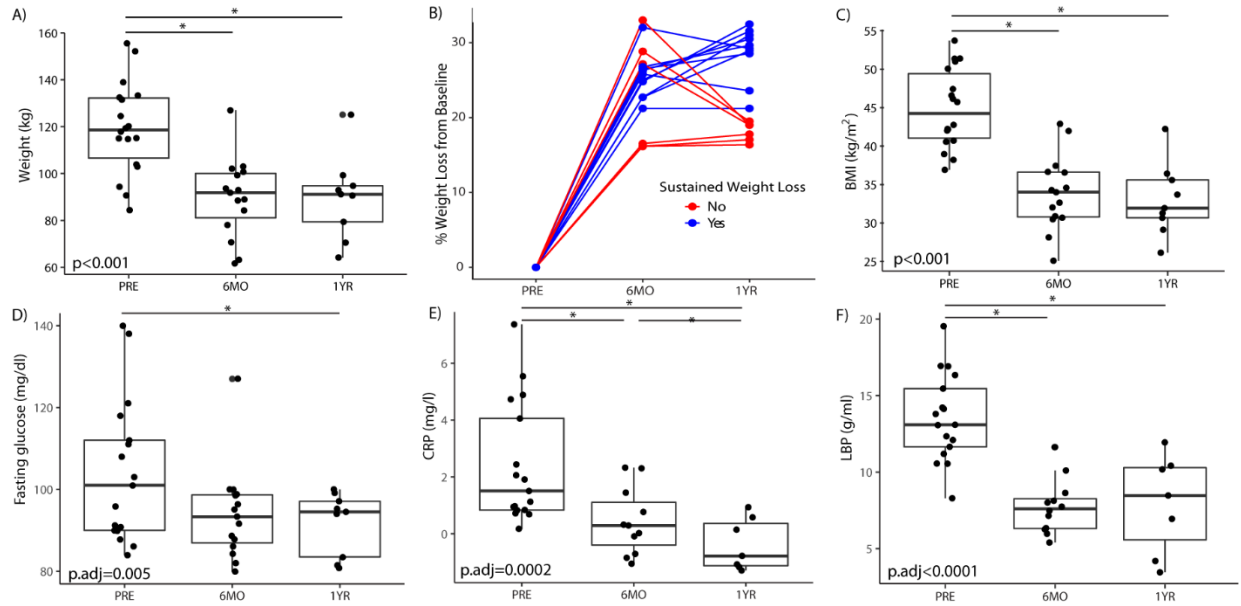 A)
*
*
160
140
120
100
80
60
Weight (kg)
p<0.001
PRE
6MO
1YR
B)
30
20
10
0
% Weight Loss from Baseline
Sustained Weight Loss
No
Yes
PRE
6MO
1YR
C)
*
*
55
50
45
40
35
30
25
BMI (kg/m²)
p<0.001
PRE
6MO
1YR
D)
*
140
120
100
80
Fasting glucose (mg/dl)
p.adj=0.005
PRE
6MO
1YR
E)
*
*
*
6
4
2
0
CRP (mg/l)
p.adj=0.0002
PRE
6MO
1YR
F)
*
*
20
15
10
5
LBP (g/ml)
p.adj<0.0001
PRE
6MO
1YR